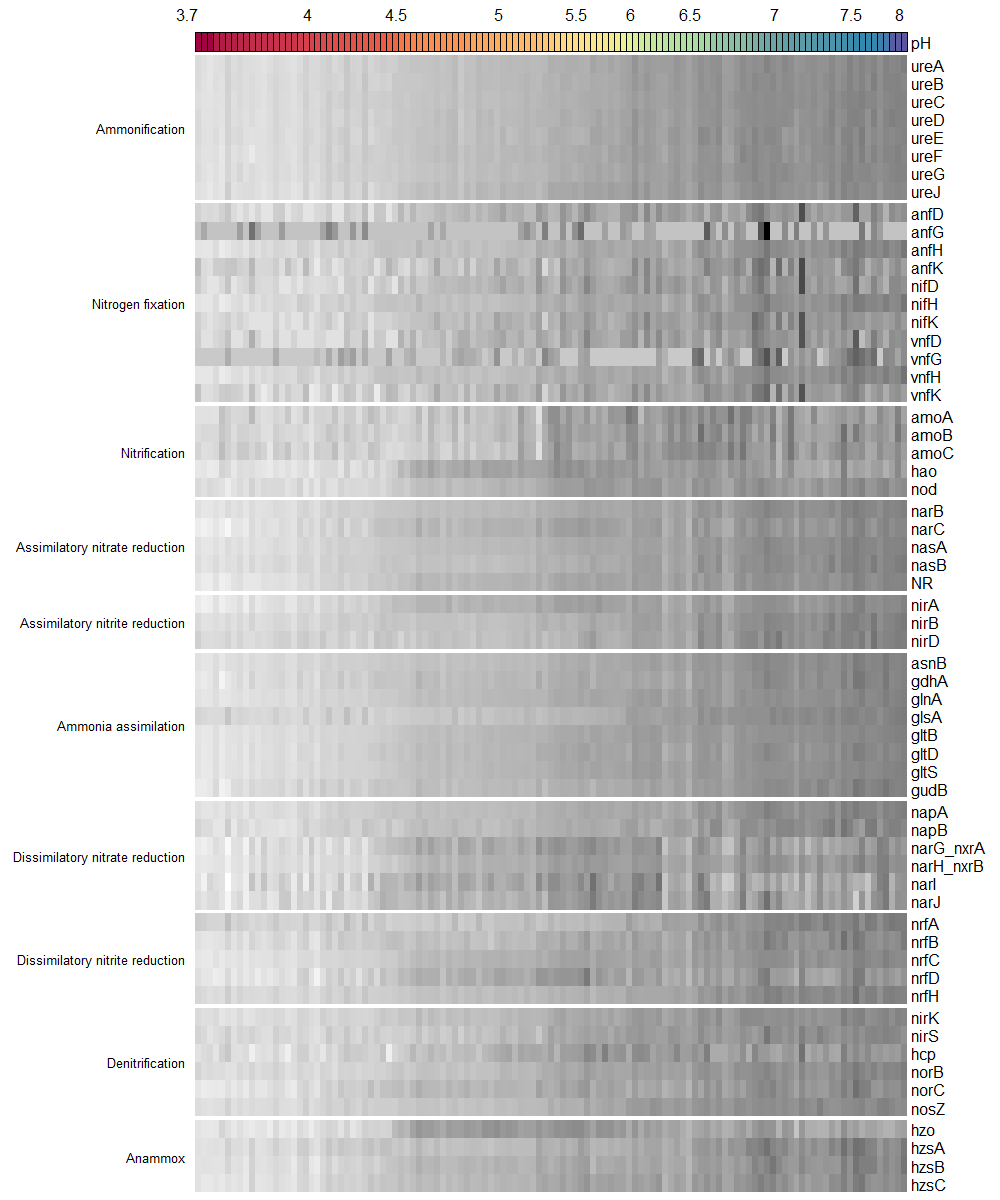 3.7 4 4.5 5 5.5 6 6.5 7 7.5 8
pH
Ammonification
ureA
ureB
ureC
ureD
ureE
ureF
ureG
ureJ
Nitrogen fixation
anfD
anfG
anfH
anfK
nifD
nifH
nifK
vnfD
vnfG
vnfH
vnfK
Nitrification
amoA
amoB
amoC
hao
nod
Assimilatory nitrate reduction
narB
narC
nasA
nasB
NR
Assimilatory nitrite reduction
nirA
nirB
nirD
Ammonia assimilation
asnB
gdhA
glnA
glsA
gltB
gltD
gltS
gudB
Dissimilatory nitrate reduction
napA
napB
narG_nxrA
narH_nxrB
narI
narJ
Dissimilatory nitrite reduction
nrfA
nrfB
nrfC
nrfD
nrfH
Denitrification
nirK
nirS
hcp
norB
norC
nosZ
Anammox
hzo
hzsA
hzsB
hzsC